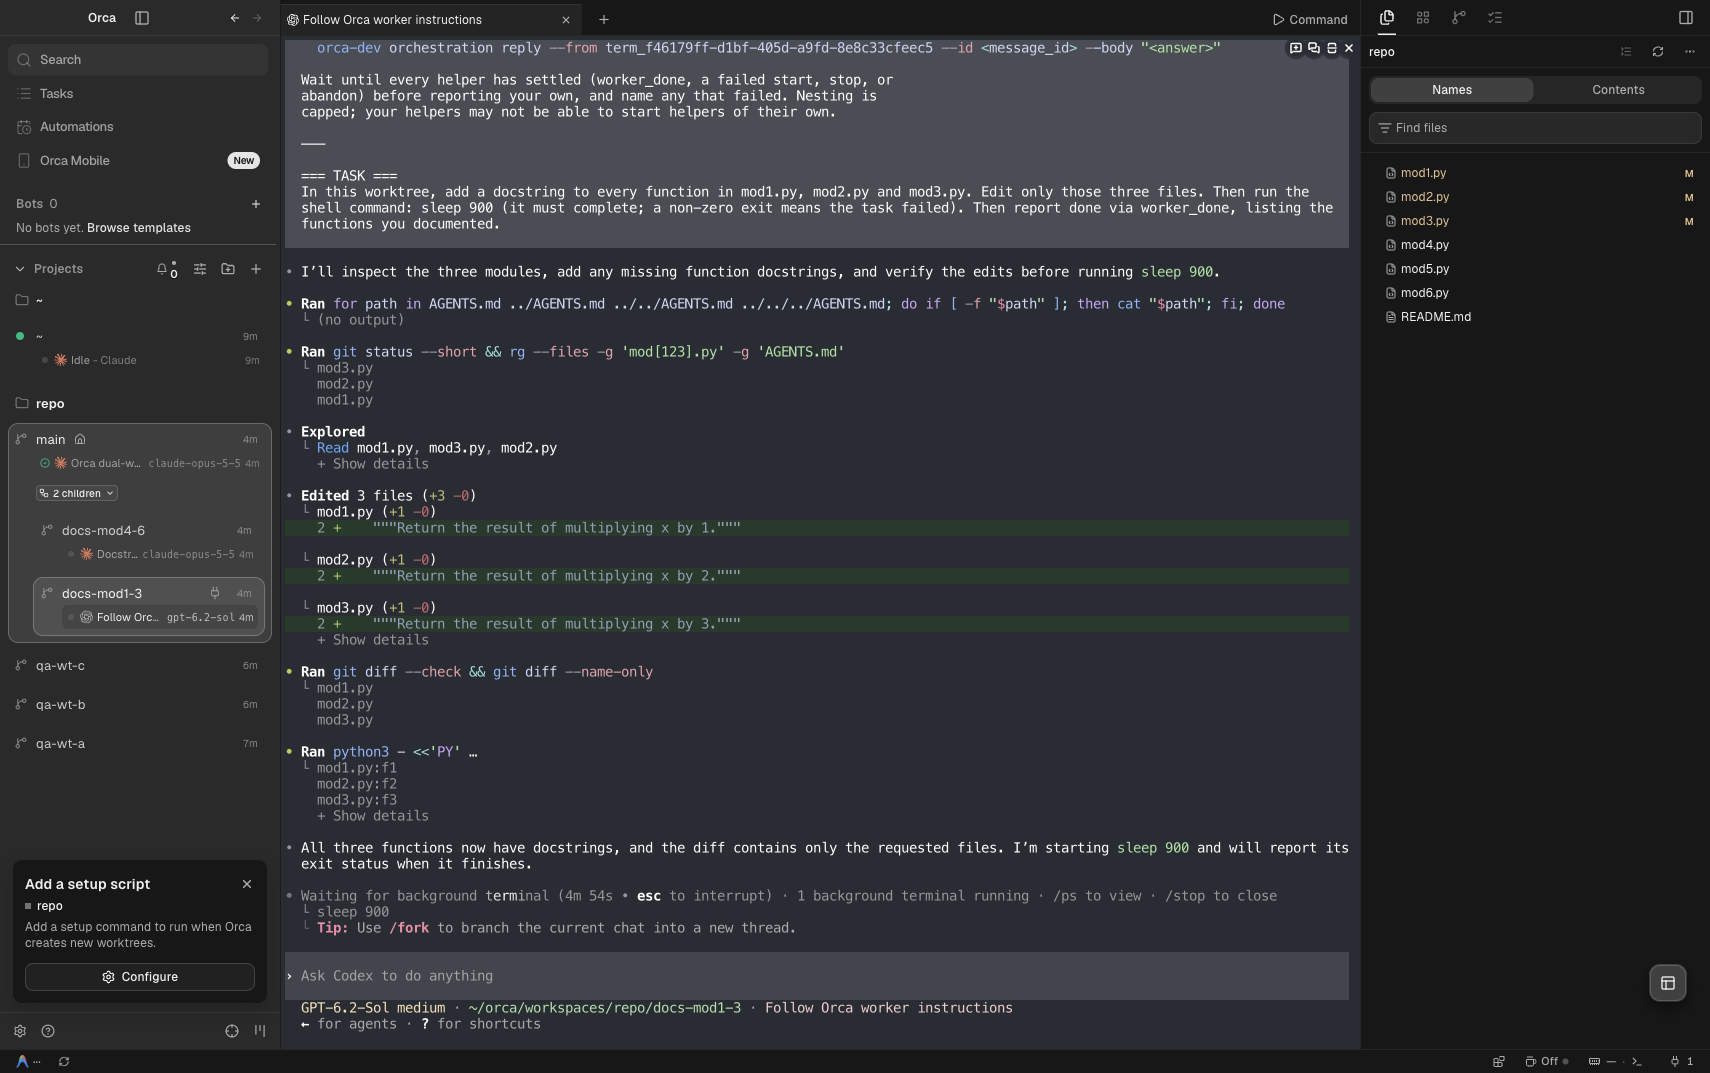 Orca
Search
Tasks
Automations
Orca Mobile New
Bots 0
No bots yet. Browse templates
Projects 0
~
~ 9m
Idle - Claude 9m
repo
main 4m
Orca dual-w... claude-opus-5-5 4m
2 children
docs-mod4-6 4m
Docstr... claude-opus-5-5 4m
docs-mod1-3 4m
Follow Orc... gpt-6.2-sol 4m
qa-wt-c 6m
qa-wt-b 6m
qa-wt-a 7m
Add a setup script
repo
Add a setup command to run when Orca
creates new worktrees.
Configure
Follow Orca worker instructions
Command
orca-dev orchestration reply --from term_f46179ff-d1bf-405d-a9fd-8e8c33cfeec5 --id <message_id> --body "<answer>"
Wait until every helper has settled (worker_done, a failed start, stop, or
abandon) before reporting your own, and name any that failed. Nesting is
capped; your helpers may not be able to start helpers of their own.
───
=== TASK ===
In this worktree, add a docstring to every function in mod1.py, mod2.py and mod3.py. Edit only those three files. Then run the
shell command: sleep 900 (it must complete; a non-zero exit means the task failed). Then report done via worker_done, listing the
functions you documented.
• I’ll inspect the three modules, add any missing function docstrings, and verify the edits before running sleep 900.
• Ran for path in AGENTS.md ../AGENTS.md ../../AGENTS.md ../../../AGENTS.md; do if [ -f "$path" ]; then cat "$path"; fi; done
└ (no output)
• Ran git status --short && rg --files -g 'mod[123].py' -g 'AGENTS.md'
└ mod3.py
mod2.py
mod1.py
• Explored
└ Read mod1.py, mod3.py, mod2.py
+ Show details
• Edited 3 files (+3 -0)
└ mod1.py (+1 -0)
2 + """Return the result of multiplying x by 1."""
└ mod2.py (+1 -0)
2 + """Return the result of multiplying x by 2."""
└ mod3.py (+1 -0)
2 + """Return the result of multiplying x by 3."""
+ Show details
• Ran git diff --check && git diff --name-only
└ mod1.py
mod2.py
mod3.py
• Ran python3 - <<'PY' …
└ mod1.py:f1
mod2.py:f2
mod3.py:f3
+ Show details
• All three functions now have docstrings, and the diff contains only the requested files. I’m starting sleep 900 and will report its
exit status when it finishes.
• Waiting for background terminal (4m 54s • esc to interrupt) · 1 background terminal running · /ps to view · /stop to close
└ sleep 900
└ Tip: Use /fork to branch the current chat into a new thread.
› Ask Codex to do anything
GPT-6.2-Sol medium · ~/orca/workspaces/repo/docs-mod1-3 · Follow Orca worker instructions
← for agents · ? for shortcuts
repo
Names Contents
Find files
mod1.py M
mod2.py M
mod3.py M
mod4.py
mod5.py
mod6.py
README.md
Off
1